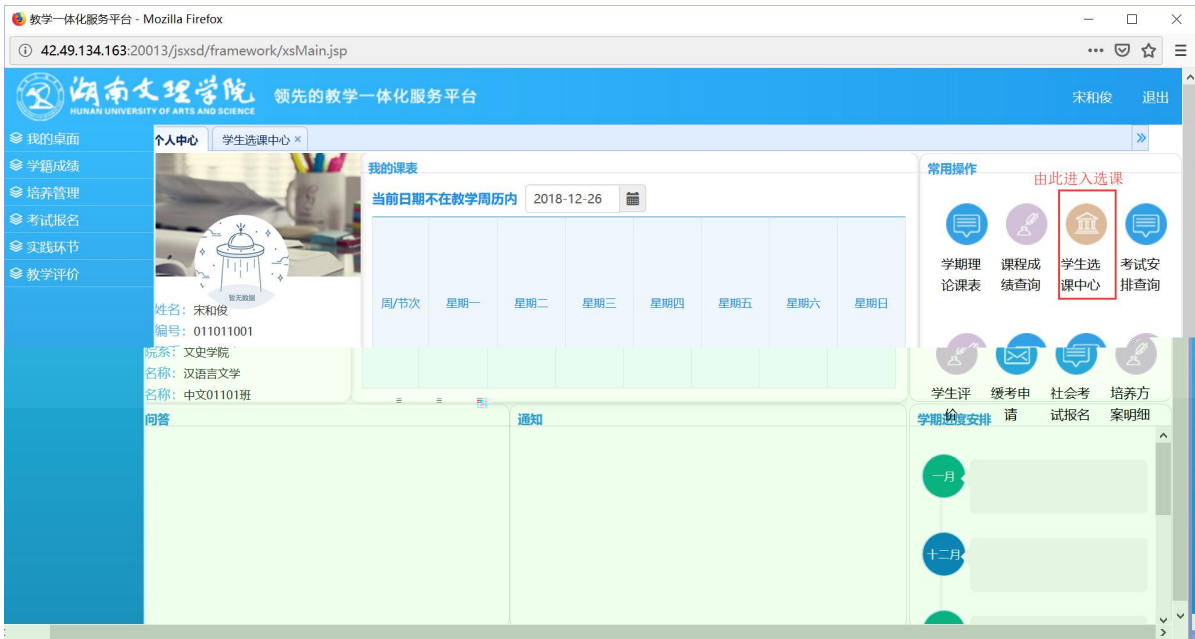 教学一体化服务平台 - Mozilla Firefox
42.49.134.163:20013/jsxsd/framework/xsMain.jsp
湖南文理学院
HUNAN UNIVERSITY OF ARTS AND SCIENCE
领先的教学一体化服务平台
宋和俊 退出
我的桌面
学籍成绩
培养管理
考试报名
实践环节
教学评价
个人中心 学生选课中心
暂无数据
姓名：宋和俊
编号：011011001
院系：文史学院
名称：汉语言文学
名称：中文01101班
我的课表
当前日期不在教学周历内 2018-12-26
周/节次 星期一 星期二 星期三 星期四 星期五 星期六 星期日
常用操作
由此进入选课
学期理论课表
课程成绩查询
学生选课中心
考试安排查询
学生评价
缓考申请
社会考试报名
培养方案明细
问答
通知
学期进度安排
一月
十二月